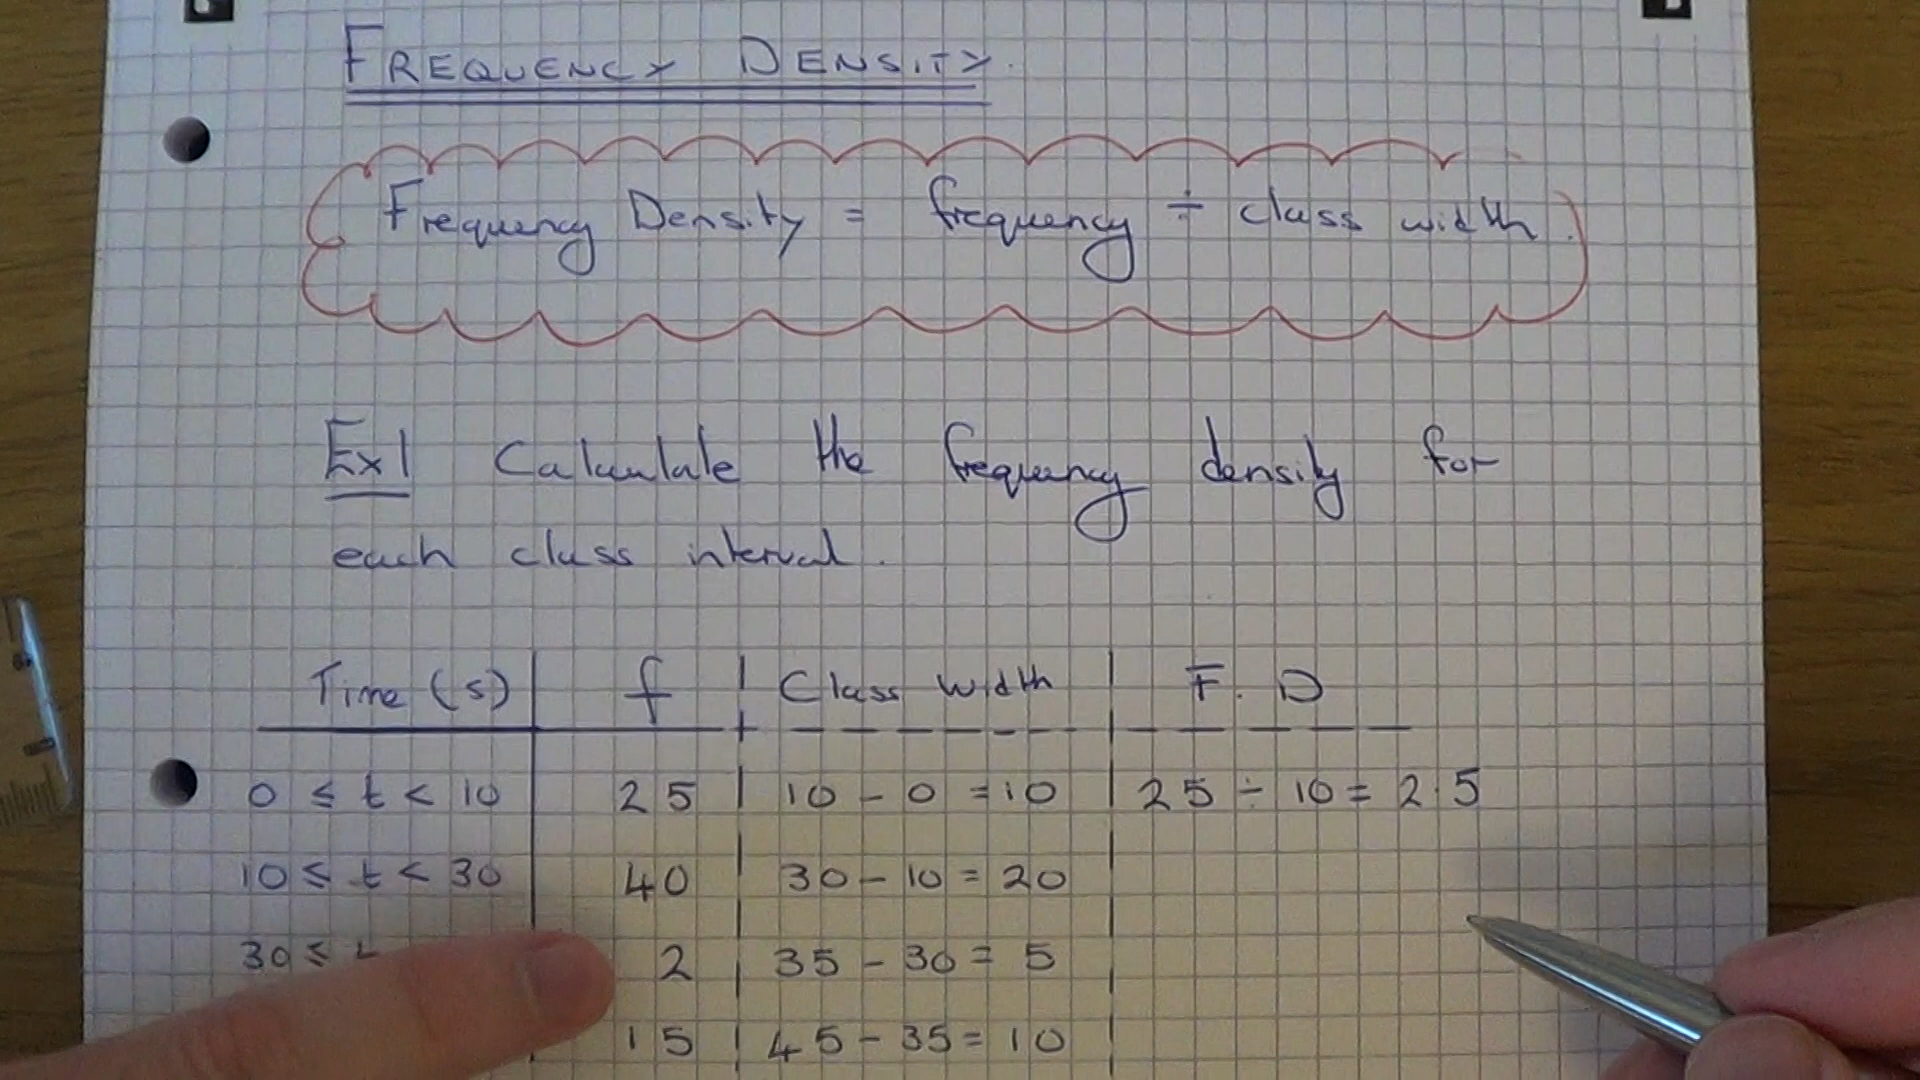 FREQUENCY DENSITY.
Frequency Density = frequency ÷ class width.
Ex1 Calculate the frequency density for
each class interval.
Time (s) f Class width F. D
0 ≤ t < 10 25 10 - 0 = 10 25 ÷ 10 = 2.5
10 ≤ t < 30 40 30 - 10 = 20
30 ≤ t 2 35 - 30 = 5
15 45 - 35 = 10